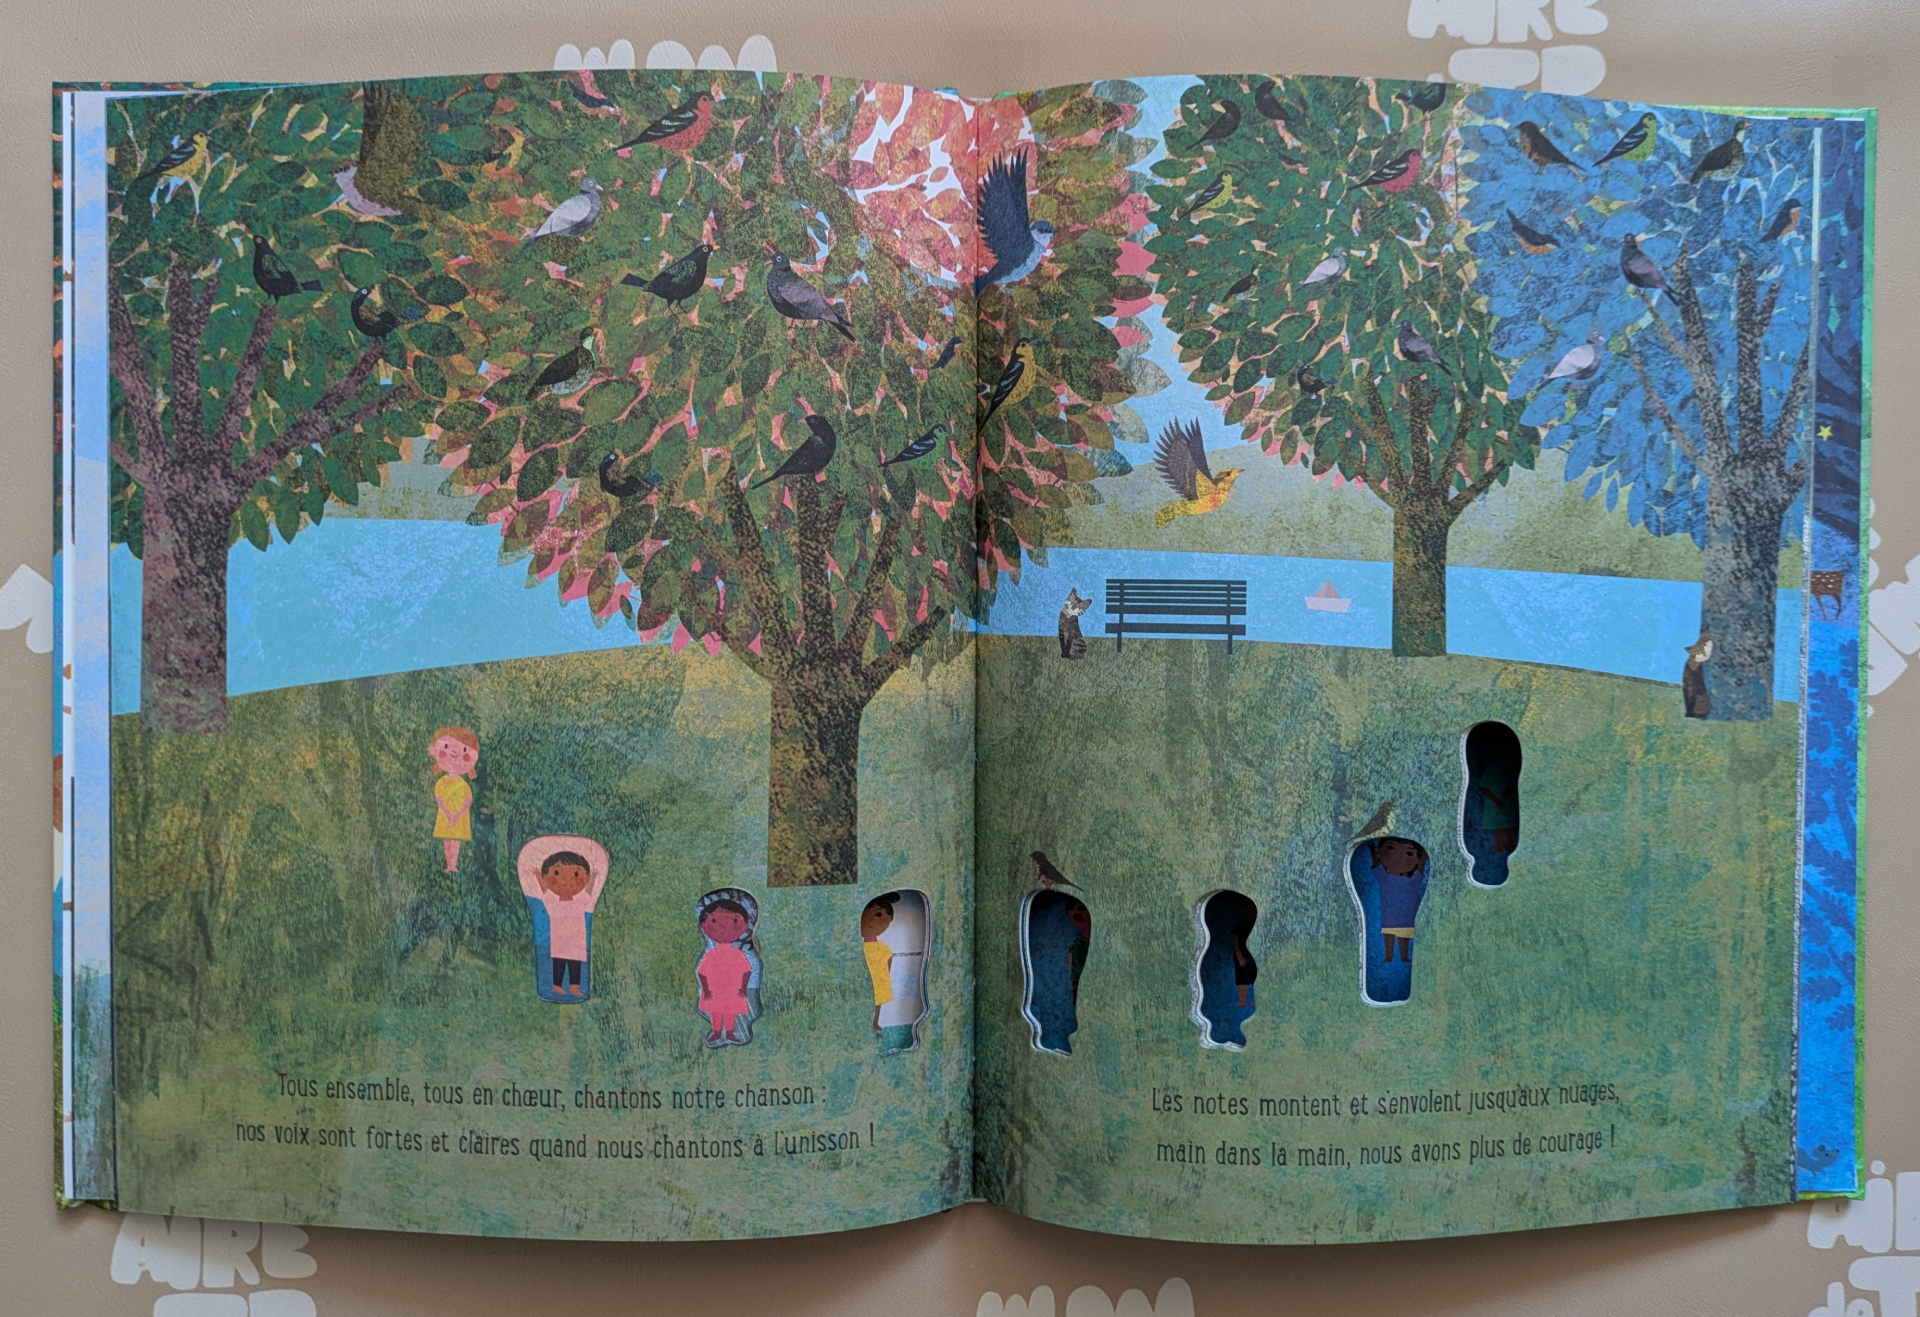 Tous ensemble, tous en chœur, chantons notre chanson :
nos voix sont fortes et claires quand nous chantons à l'unisson !
Les notes montent et s'envolent jusqu'aux nuages,
main dans la main, nous avons plus de courage !